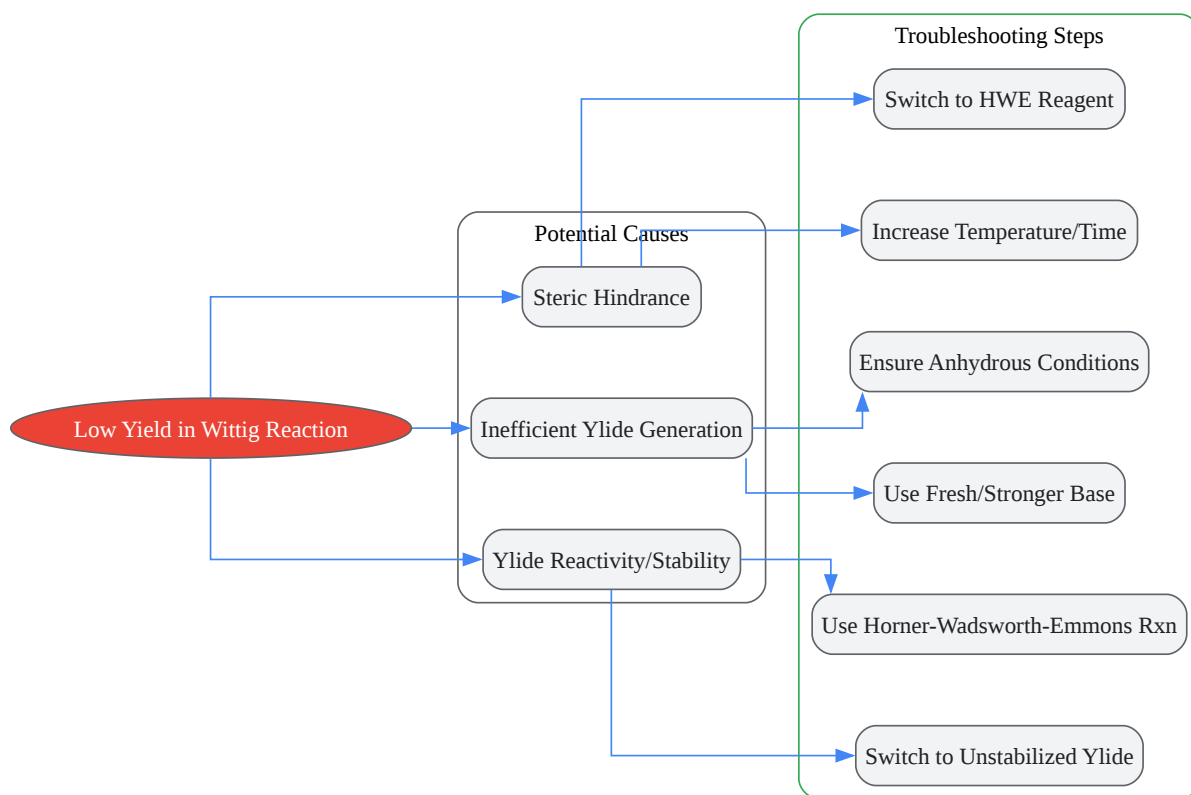 Troubleshooting Steps
Switch to HWE Reagent
Increase Temperature/Time
Ensure Anhydrous Conditions
Use Fresh/Stronger Base
Use Horner-Wadsworth-Emmons Rxn
Switch to Unstabilized Ylide
Potential Causes
Steric Hindrance
Inefficient Ylide Generation
Ylide Reactivity/Stability
Low Yield in Wittig Reaction